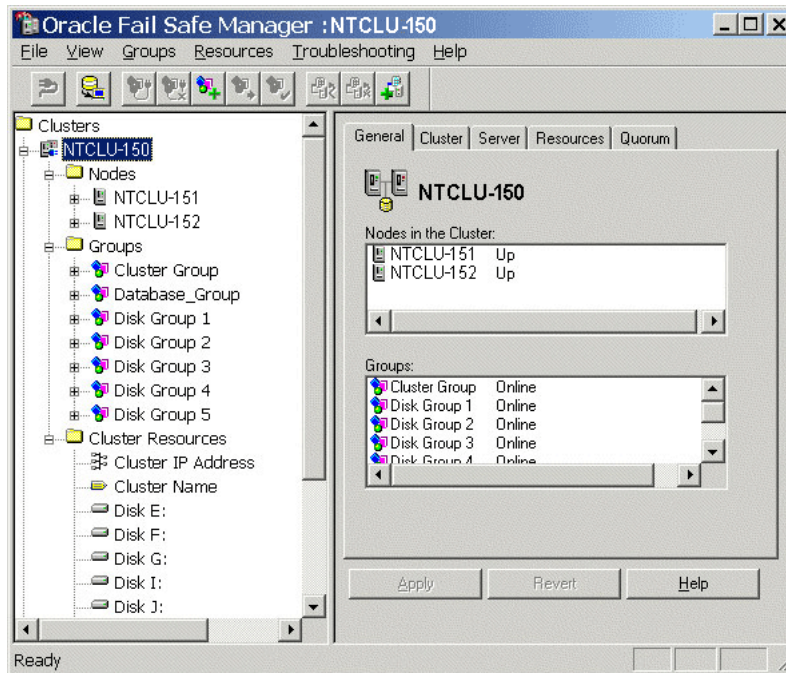 Oracle Fail Safe Manager :NTCLU-150
File View Groups Resources Troubleshooting Help
Clusters
NTCLU-150
Nodes
NTCLU-151
NTCLU-152
Groups
Cluster Group
Database_Group
Disk Group 1
Disk Group 2
Disk Group 3
Disk Group 4
Disk Group 5
Cluster Resources
Cluster IP Address
Cluster Name
Disk E:
Disk F:
Disk G:
Disk I:
Disk J:
General Cluster Server Resources Quorum
NTCLU-150
Nodes in the Cluster:
NTCLU-151 Up
NTCLU-152 Up
Groups:
Cluster Group Online
Disk Group 1 Online
Disk Group 2 Online
Disk Group 3 Online
Disk Group 4 Online
Apply Revert Help
Ready